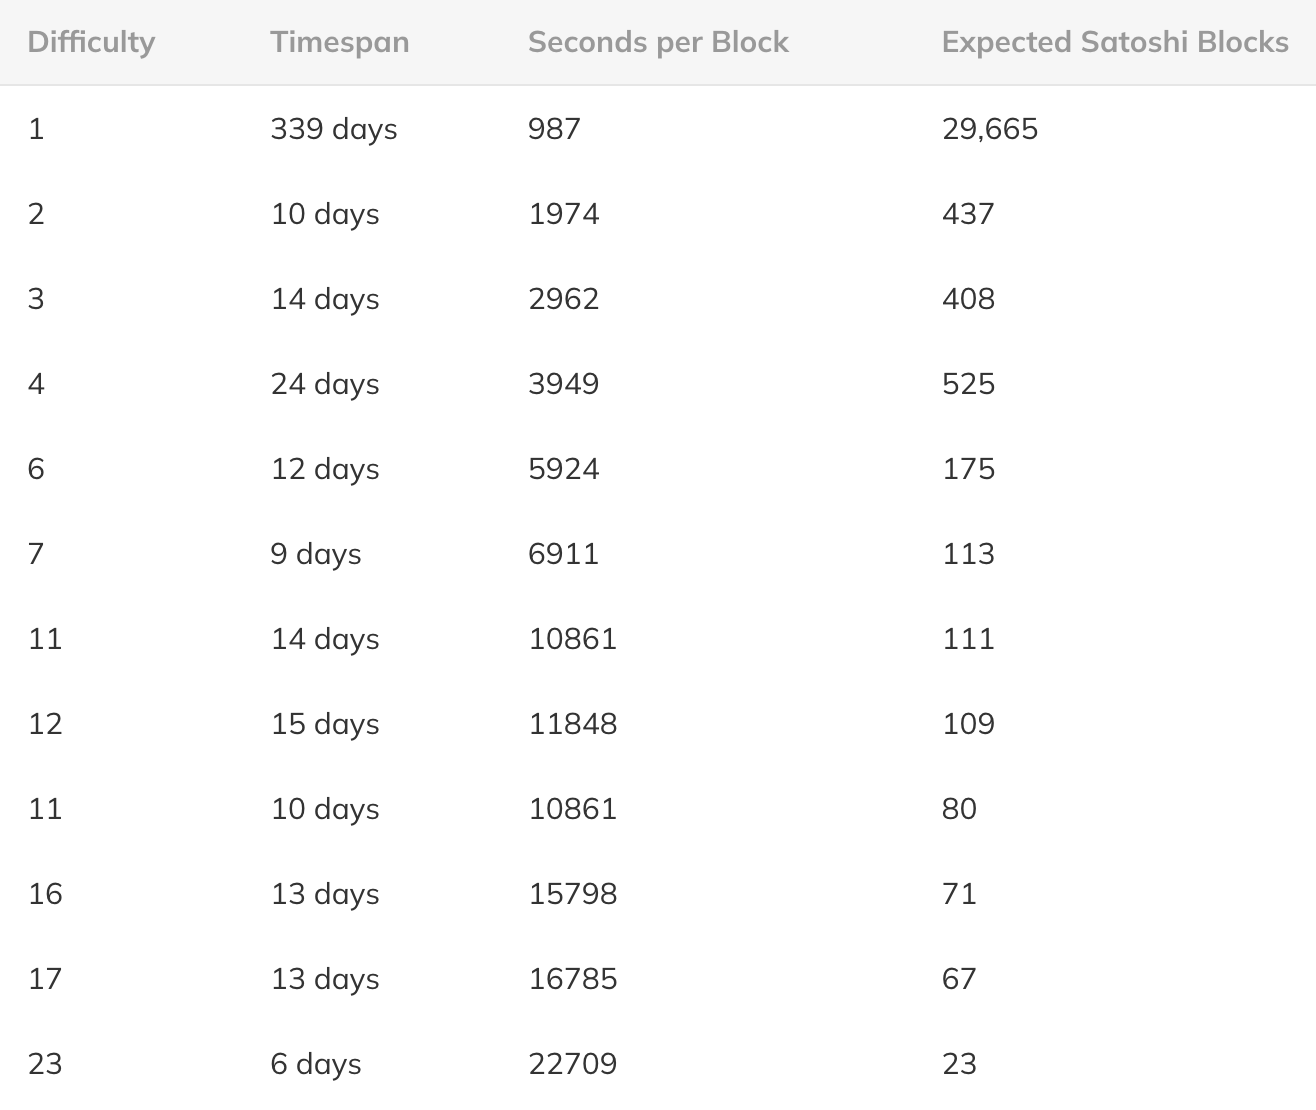 Difficulty Timespan Seconds per Block Expected Satoshi Blocks
1 339 days 987 29,665
2 10 days 1974 437
3 14 days 2962 408
4 24 days 3949 525
6 12 days 5924 175
7 9 days 6911 113
11 14 days 10861 111
12 15 days 11848 109
11 10 days 10861 80
16 13 days 15798 71
17 13 days 16785 67
23 6 days 22709 23